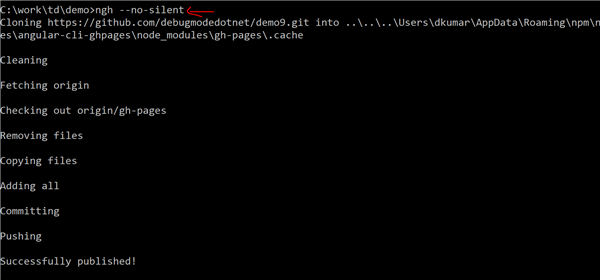 C:\work\td\demo>ngh --no-silent
Cloning https://github.com/debugmodedotnet/demo9.git into ..\..\..\Users\dkumar\AppData\Roaming\npm\n
es\angular-cli-ghpages\node_modules\gh-pages\.cache
Cleaning
Fetching origin
Checking out origin/gh-pages
Removing files
Copying files
Adding all
Committing
Pushing
Successfully published!